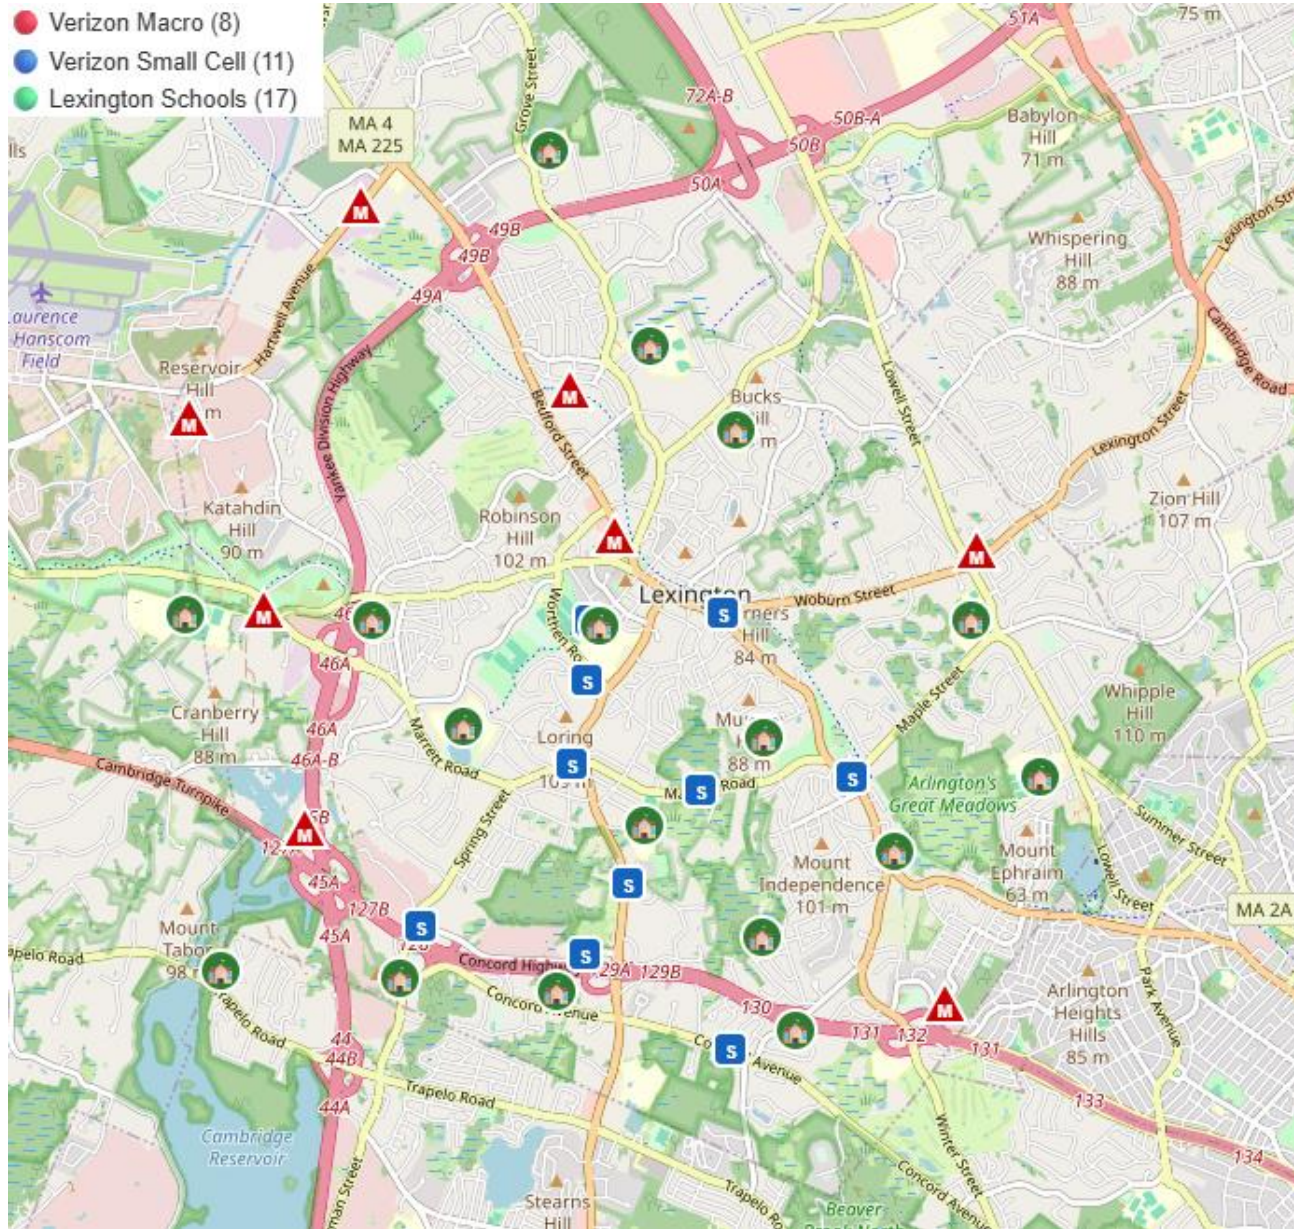 Verizon Macro (8)
Verizon Small Cell (11)
Lexington Schools (17)
51A
75 m
72A-B
Grove Street
50B-A
Babylon
Hill
71 m
MA 4
MA 225
50B
lls
50A
M
Lexington
49B
49B
Whispering
Hill
88 m
49A
Hartwell Avenue
Laurence
Hanscom
Field
Cambridge Road
Reservoir
Hill
m
Yankee Division Highway
Lowell Street
Bucks
m
M
M
Bedford Street
Lexington Street
Katahdin
Hill
90 m
Robinson
Hill
102 m
Zion Hill
107 m
M
M
Lexington
Woburn Street
S
Hill
84 m
M
46A
S
Worthen
Maple Street
Whipple
Hill
110 m
Cranberry
Hill
88 m
46A
46A-B
Marrett Road
Loring
S
88 m
S
Road
S
Arlington's
Great Meadows
Cambridge Turnpike
M
Spring Street
Summer Street
Mount
Independence
101 m
Mount
Ephraim
63 m
Lowell Street
45A
127B
45A
S
MA 2A
Mount
Tabor
98
S
S
Concord Highway
129A
129B
Trapelo Road
Concord Avenue
130
M
Arlington
Heights
Hills
85 m
Park Avenue
131
132
131
S
Avenue
44
44B
44A
Trapelo Road
133
Cambridge
Reservoir
Winter Street
134
Concord Avenue
Trapelo
Stearns
Hill
Beaver